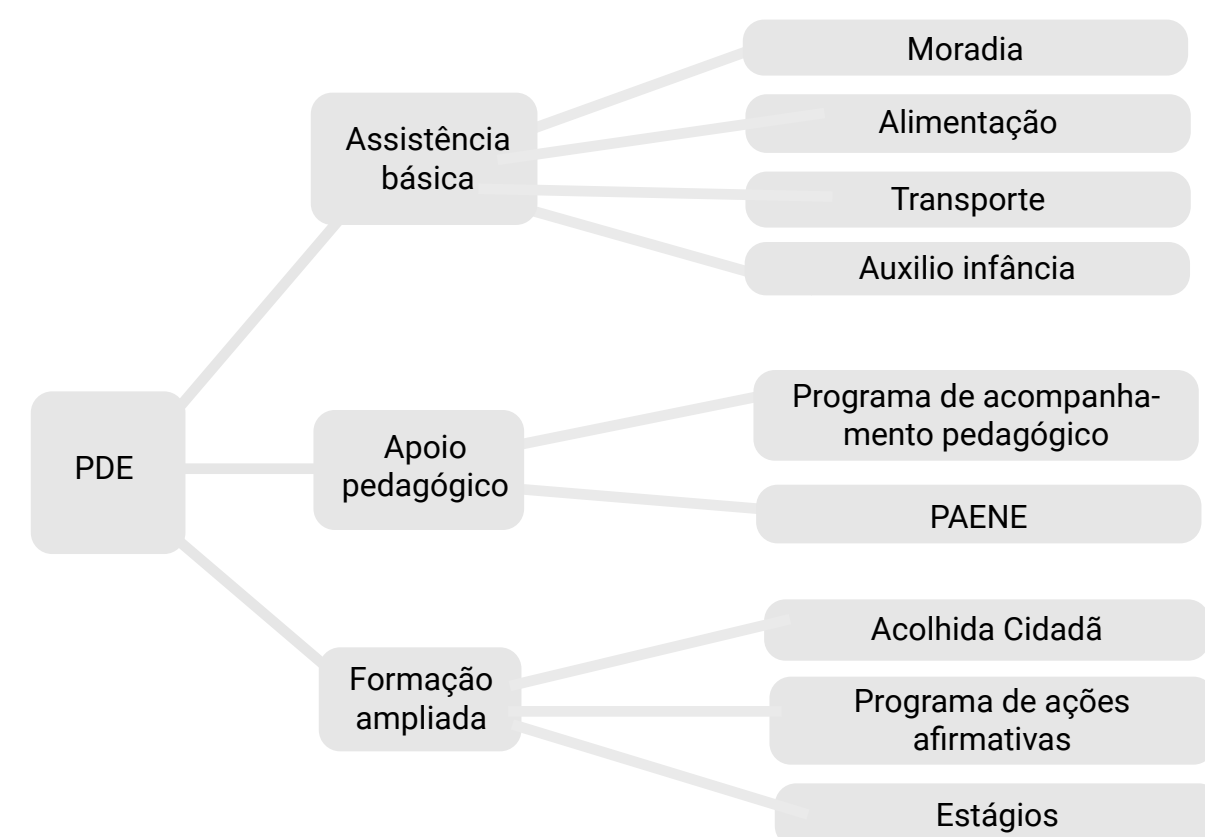 Moradia
Assistência
básica
Alimentação
Transporte
Auxilio infância
PDE
Apoio
pedagógico
Programa de acompanha-
mento pedagógico
PAENE
Formação
ampliada
Acolhida Cidadã
Programa de ações
afirmativas
Estágios